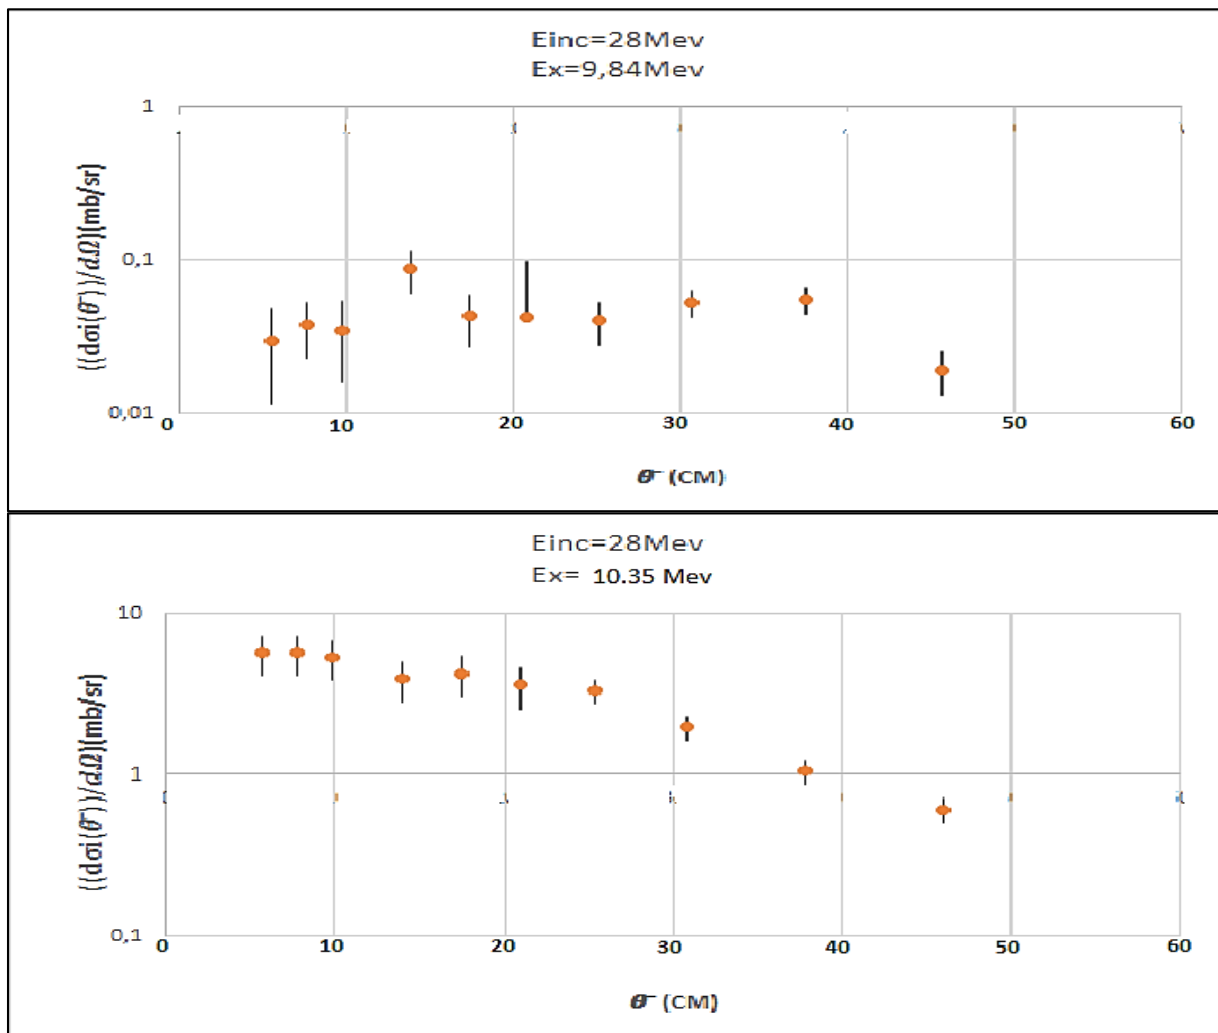 Einc=28Mev
Ex=9,84Mev
1
0,1
0,01
((dσi(θ‾))/dΩ)(mb/sr)
0 10 20 30 40 50 60
θ‾ (CM)
Einc=28Mev
Ex= 10.35 Mev
10
1
0,1
((dσi(θ‾))/dΩ)(mb/sr)
0 10 20 30 40 50 60
θ‾ (CM)